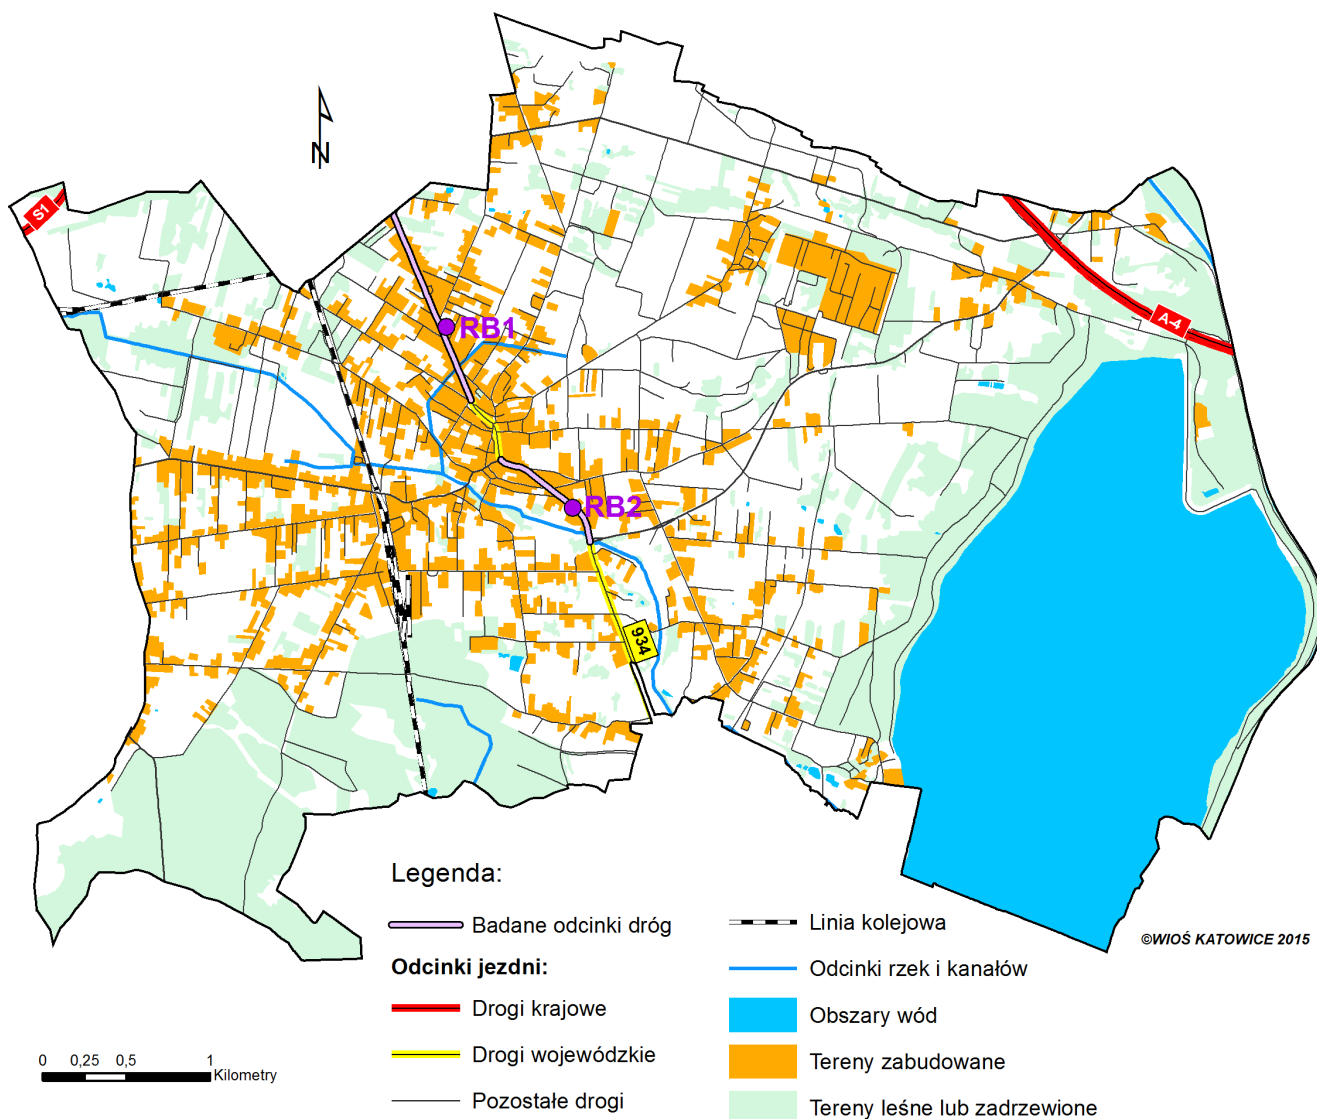 N
S1
A-4
RB1
RB2
934
Legenda:
Badane odcinki dróg
Odcinki jezdni:
Drogi krajowe
Drogi wojewódzkie
Pozostałe drogi
Linia kolejowa
Odcinki rzek i kanałów
Obszary wód
Tereny zabudowane
Tereny leśne lub zadrzewione
©WIOŚ KATOWICE 2015
0 0,25 0,5 1
Kilometry